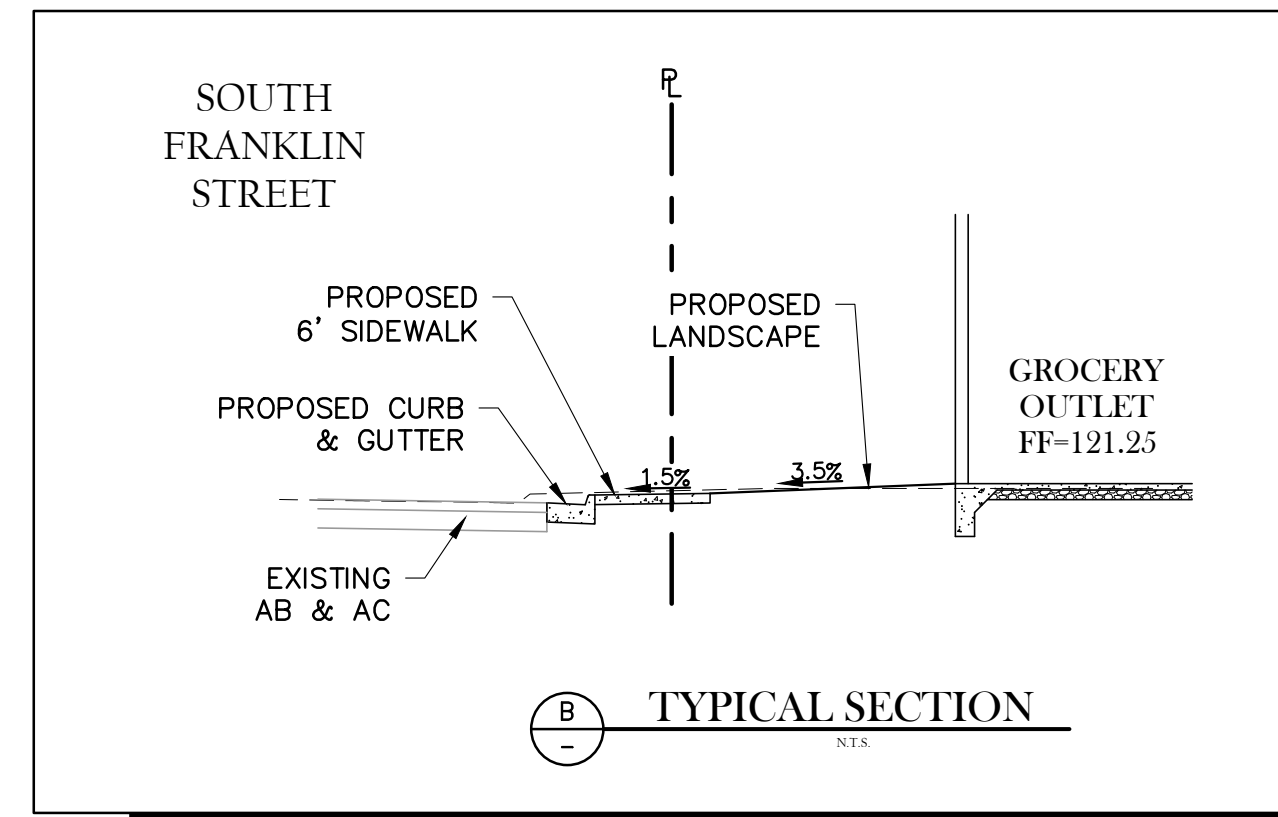 SOUTH
FRANKLIN
STREET
PL
PROPOSED
6' SIDEWALK
PROPOSED
LANDSCAPE
GROCERY
OUTLET
FF=121.25
PROPOSED CURB
& GUTTER
1.5%
3.5%
EXISTING
AB & AC
B
-
TYPICAL SECTION
N.T.S.